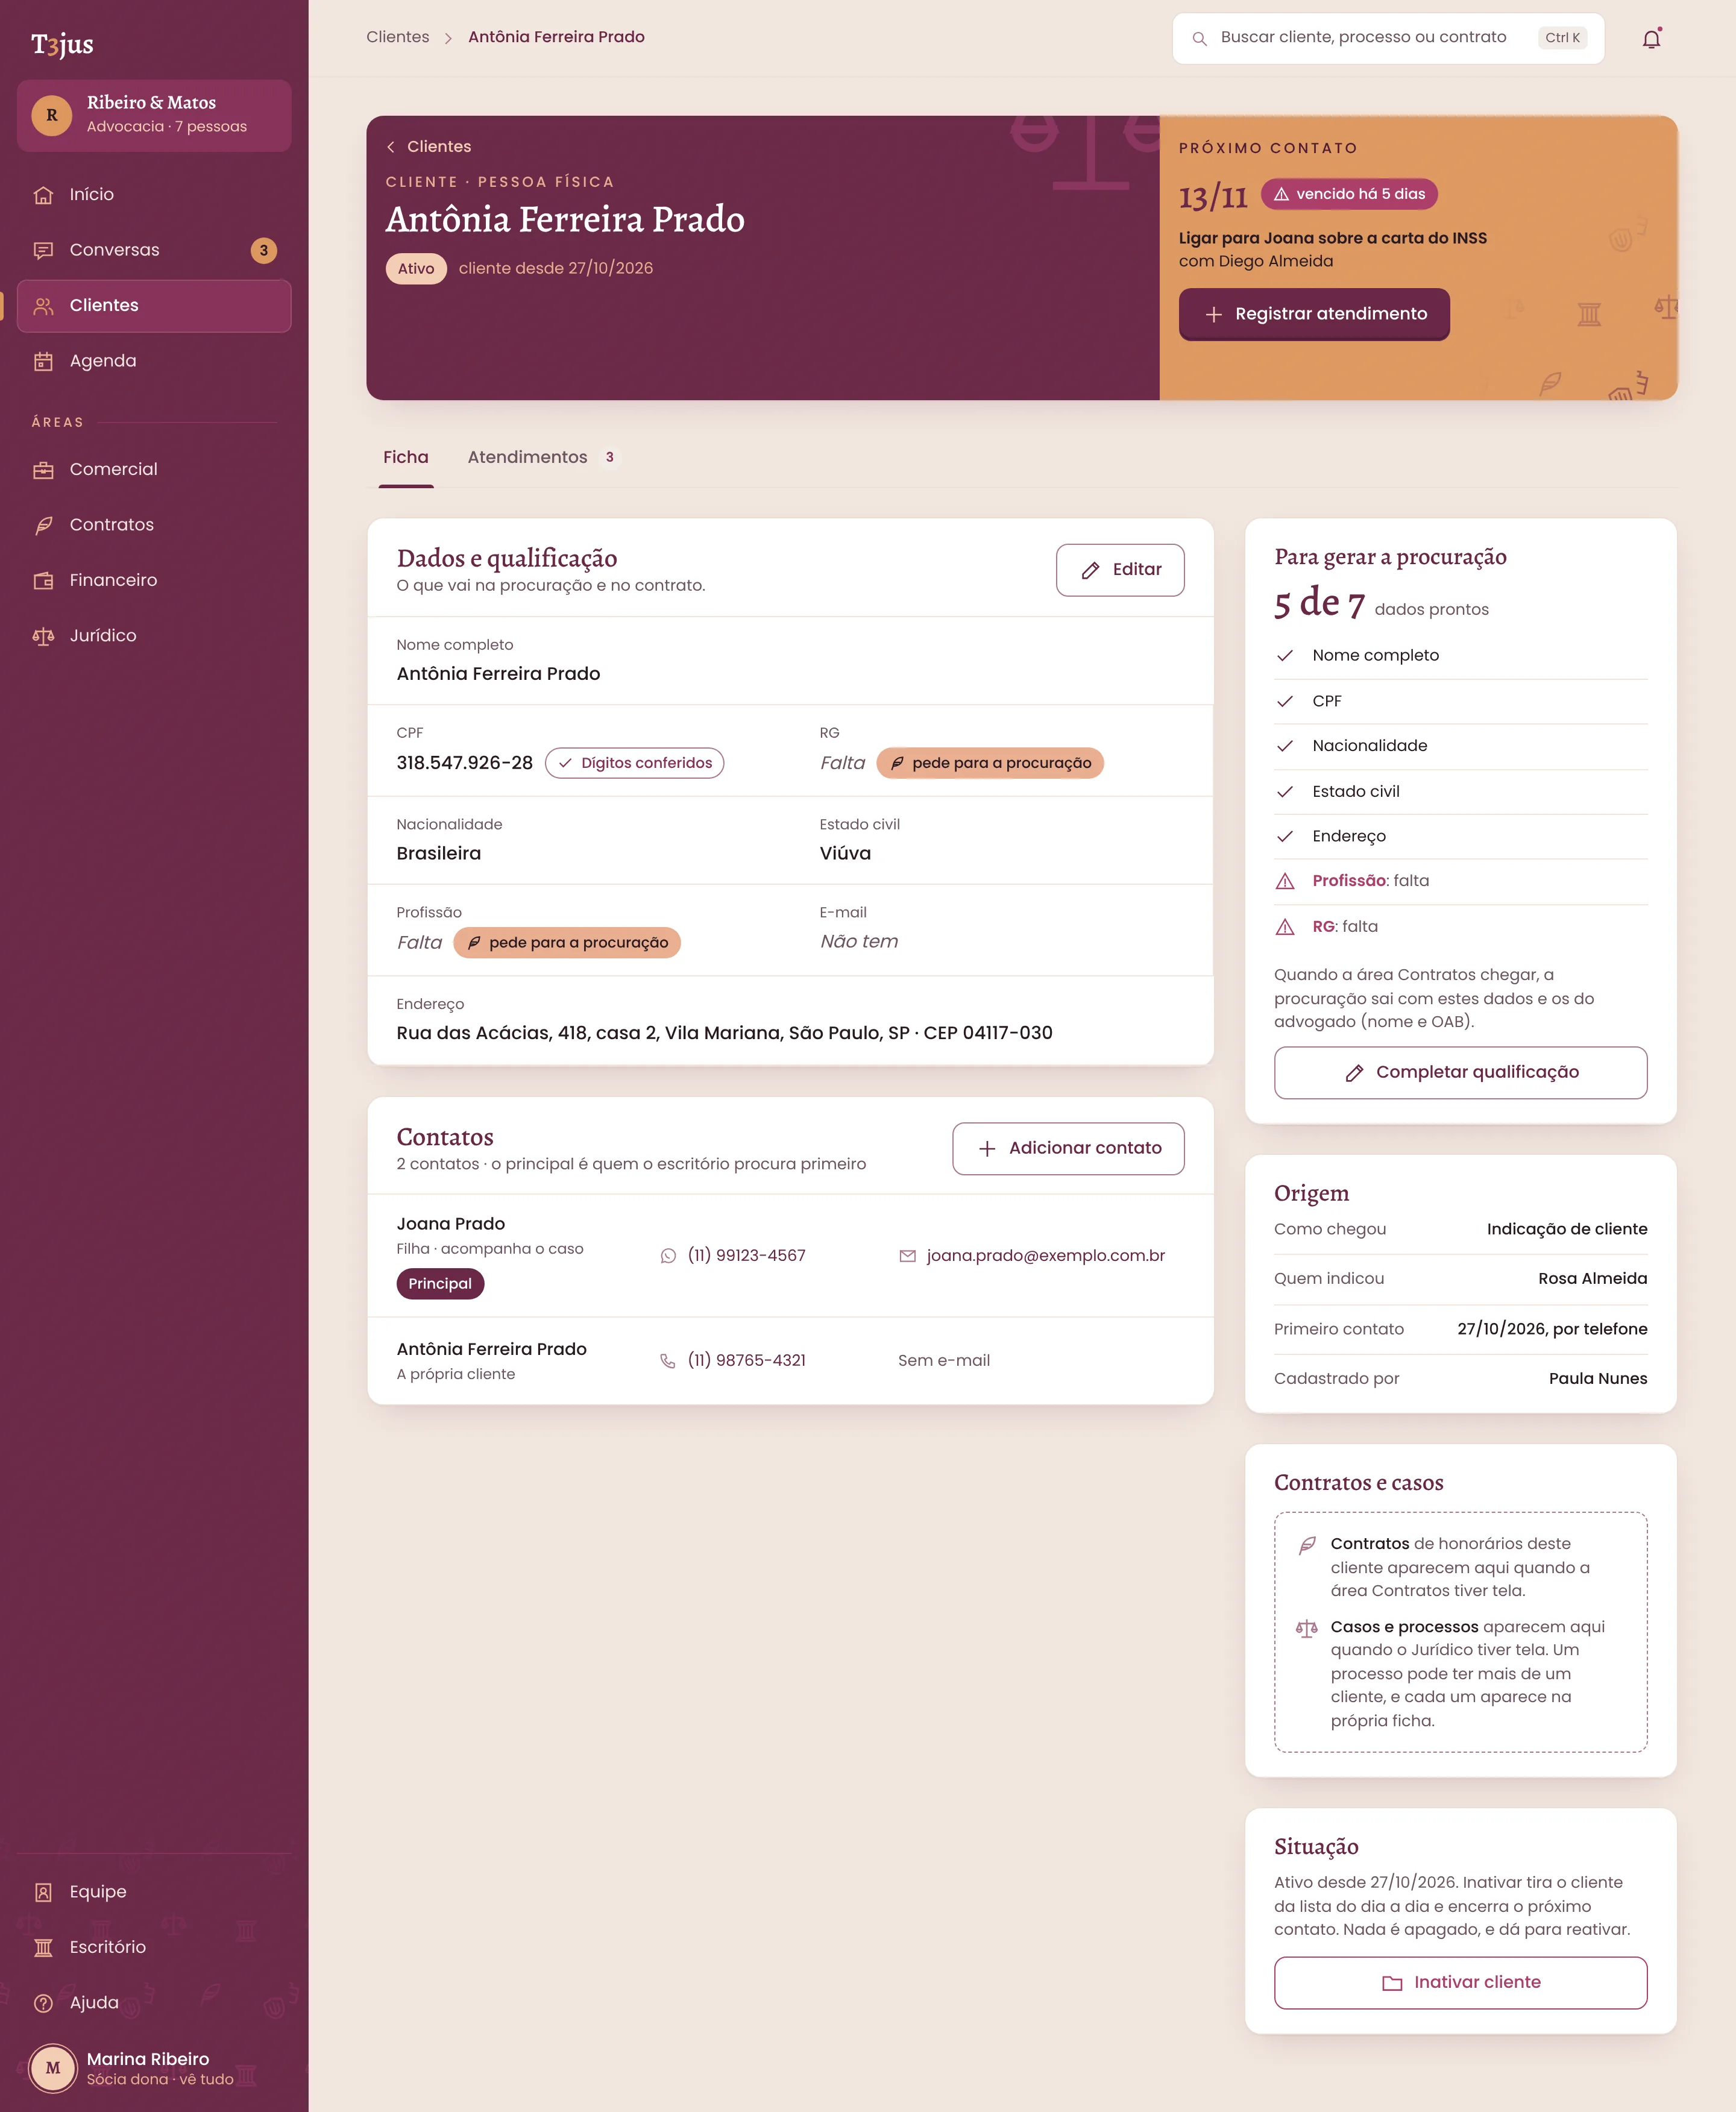 T3jus
R
Ribeiro & Matos
Advocacia · 7 pessoas
Início
Conversas
3
Clientes
Agenda
ÁREAS
Comercial
Contratos
Financeiro
Jurídico
Equipe
Escritório
Ajuda
M
Marina Ribeiro
Sócia dona · vê tudo
Clientes
Antônia Ferreira Prado
Buscar cliente, processo ou contrato
Ctrl K
Clientes
CLIENTE · PESSOA FÍSICA
Antônia Ferreira Prado
Ativo
cliente desde 27/10/2026
PRÓXIMO CONTATO
13/11
vencido há 5 dias
Ligar para Joana sobre a carta do INSS
com Diego Almeida
Registrar atendimento
Ficha
Atendimentos
3
Dados e qualificação
O que vai na procuração e no contrato.
Editar
Nome completo
Antônia Ferreira Prado
CPF
318.547.926-28
Dígitos conferidos
RG
Falta
pede para a procuração
Nacionalidade
Brasileira
Estado civil
Viúva
Profissão
Falta
pede para a procuração
E-mail
Não tem
Endereço
Rua das Acácias, 418, casa 2, Vila Mariana, São Paulo, SP · CEP 04117-030
Contatos
2 contatos · o principal é quem o escritório procura primeiro
Adicionar contato
Joana Prado
Filha · acompanha o caso
Principal
(11) 99123-4567
joana.prado@exemplo.com.br
Antônia Ferreira Prado
A própria cliente
(11) 98765-4321
Sem e-mail
Para gerar a procuração
5 de 7 dados prontos
Nome completo
CPF
Nacionalidade
Estado civil
Endereço
Profissão: falta
RG: falta
Quando a área Contratos chegar, a
procuração sai com estes dados e os do
advogado (nome e OAB).
Completar qualificação
Origem
Como chegou
Indicação de cliente
Quem indicou
Rosa Almeida
Primeiro contato
27/10/2026, por telefone
Cadastrado por
Paula Nunes
Contratos e casos
Contratos de honorários deste
cliente aparecem aqui quando a
área Contratos tiver tela.
Casos e processos aparecem aqui
quando o Jurídico tiver tela. Um
processo pode ter mais de um
cliente, e cada um aparece na
própria ficha.
Situação
Ativo desde 27/10/2026. Inativar tira o cliente
da lista do dia a dia e encerra o próximo
contato. Nada é apagado, e dá para reativar.
Inativar cliente